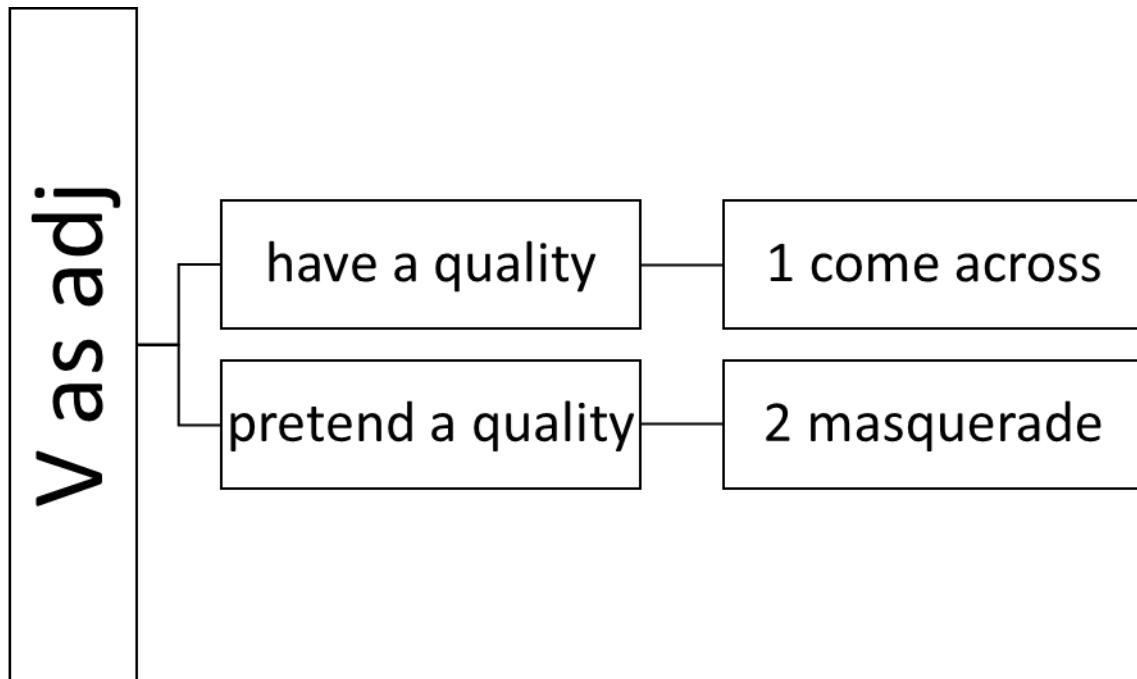 V as adj
have a quality
1 come across
pretend a quality
2 masquerade